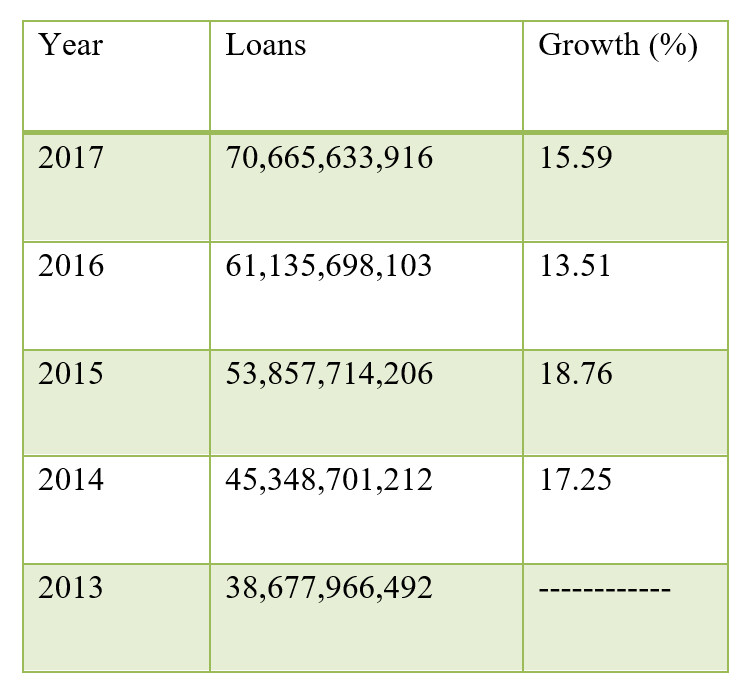 Year Loans Growth (%)
2017 70,665,633,916 15.59
2016 61,135,698,103 13.51
2015 53,857,714,206 18.76
2014 45,348,701,212 17.25
2013 38,677,966,492 ------------